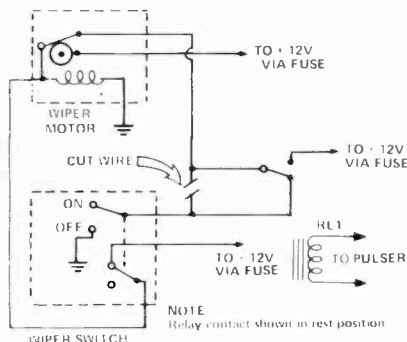 TO + 12V
VIA FUSE
WIPER
MOTOR
CUT WIRE
TO + 12V
VIA FUSE
ON
OFF
TO + 12V
VIA FUSE
RL1
TO PULSER
NOTE
Relay contact shown in rest position
WIPER SWITCH